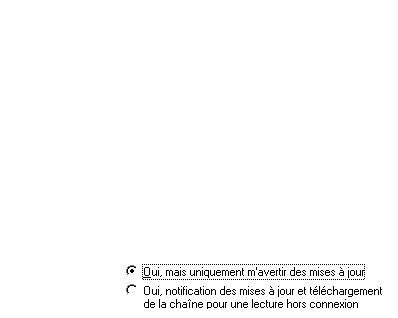 Oui, mais uniquement m'avertir des mises à jour
Oui, notification des mises à jour et téléchargement
de la chaîne pour une lecture hors connexion